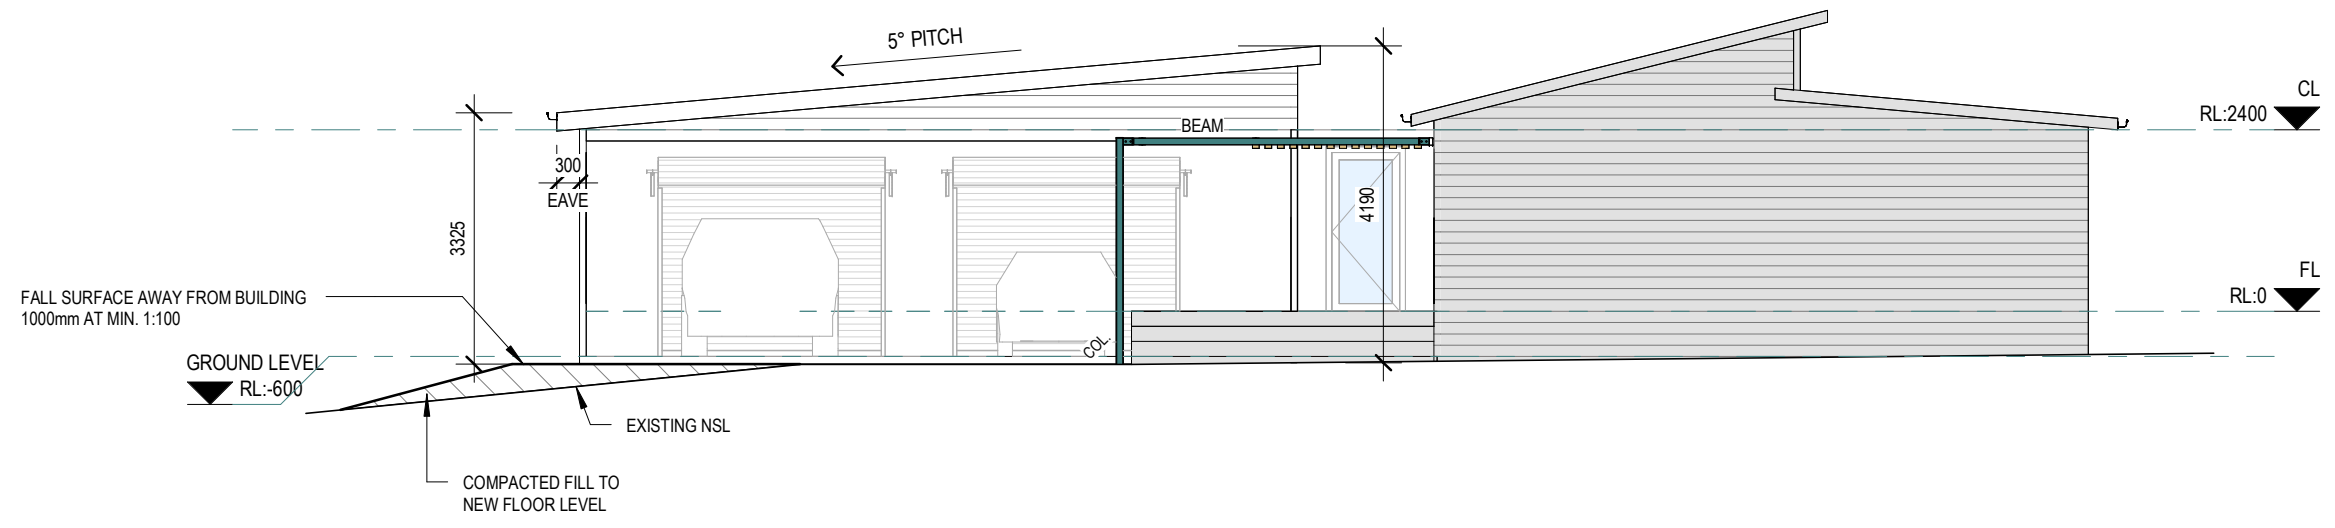 5° PITCH
CL
RL:2400
BEAM
300
EAVE
4190
3325
FL
RL:0
FALL SURFACE AWAY FROM BUILDING
1000mm AT MIN. 1:100
COL.
GROUND LEVEL
RL:-600
EXISTING NSL
COMPACTED FILL TO
NEW FLOOR LEVEL